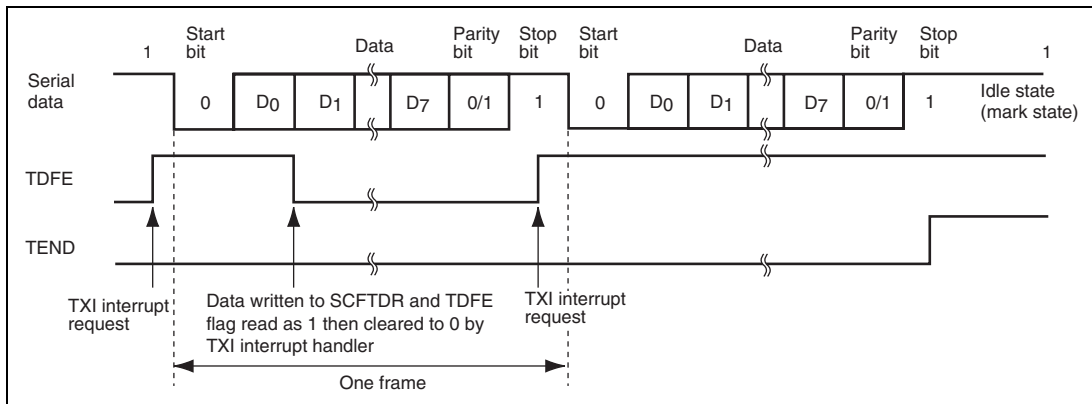 1
Start bit
Data
Parity bit
Stop bit
Start bit
Data
Parity bit
Stop bit
1
Serial data
0
D0
D1
D7
0/1
1
0
D0
D1
D7
0/1
1
Idle state (mark state)
TDFE
TEND
TXI interrupt request
Data written to SCFTDR and TDFE
flag read as 1 then cleared to 0 by
TXI interrupt handler
TXI interrupt request
One frame